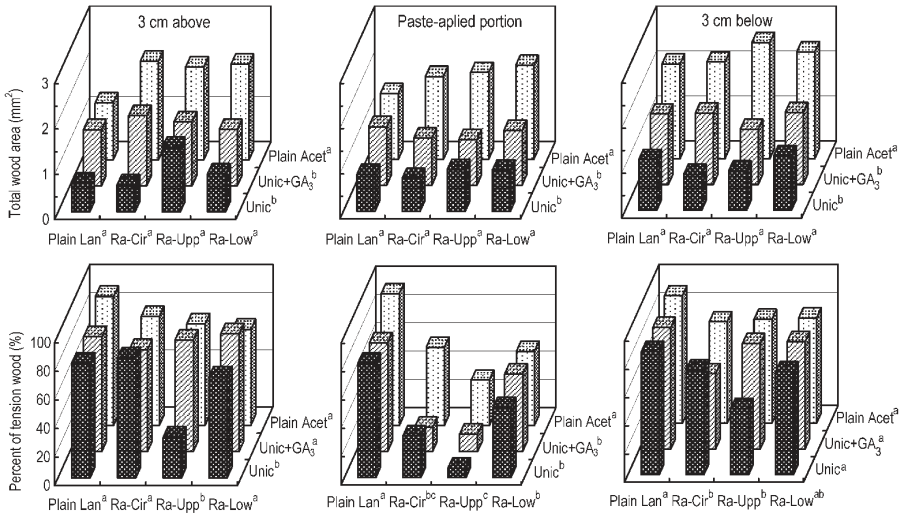 3 cm above
Paste-aplied portion
3 cm below
Total wood area (mm²)
3
2
1
0
Plain Acetᵃ
Unic+GA₃ᵇ
Unicᵇ
Plain Lanᵃ Ra-Cirᵃ Ra-Uppᵃ Ra-Lowᵃ
Plain Acetᵃ
Unic+GA₃ᵇ
Unicᵇ
Plain Lanᵃ Ra-Cirᵃ Ra-Uppᵃ Ra-Lowᵃ
Plain Acetᵃ
Unic+GA₃ᵇ
Unicᵇ
Plain Lanᵃ Ra-Cirᵃ Ra-Uppᵃ Ra-Lowᵃ
Percent of tension wood (%)
100
80
60
40
20
0
Plain Acetᵃ
Unic+GA₃ᵃ
Unicᵇ
Plain Lanᵃ Ra-Cirᵃ Ra-Uppᵇ Ra-Lowᵃ
Plain Acetᵃ
Unic+GA₃ᵇ
Unicᵇ
Plain Lanᵃ Ra-Cirᵇᶜ Ra-Uppᶜ Ra-Lowᵇ
Plain Acetᵃ
Unic+GA₃ᵃ
Unicᵃ
Plain Lanᵃ Ra-Cirᵇ Ra-Uppᵇ Ra-Lowᵃᵇ